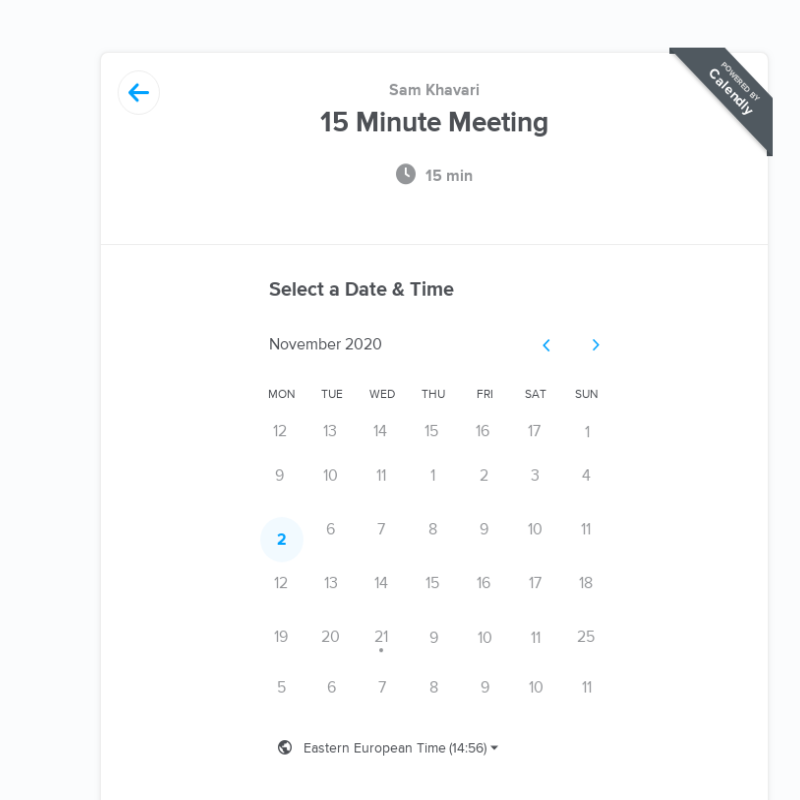 Sam Khavari
15 Minute Meeting
POWERED BY
Calendly
15 min
Select a Date & Time
November 2020
MON TUE WED THU FRI SAT SUN
12 13 14 15 16 17 1
9 10 11 1 2 3 4
2 6 7 8 9 10 11
12 13 14 15 16 17 18
19 20 21 9 10 11 25
5 6 7 8 9 10 11
Eastern European Time (14:56)